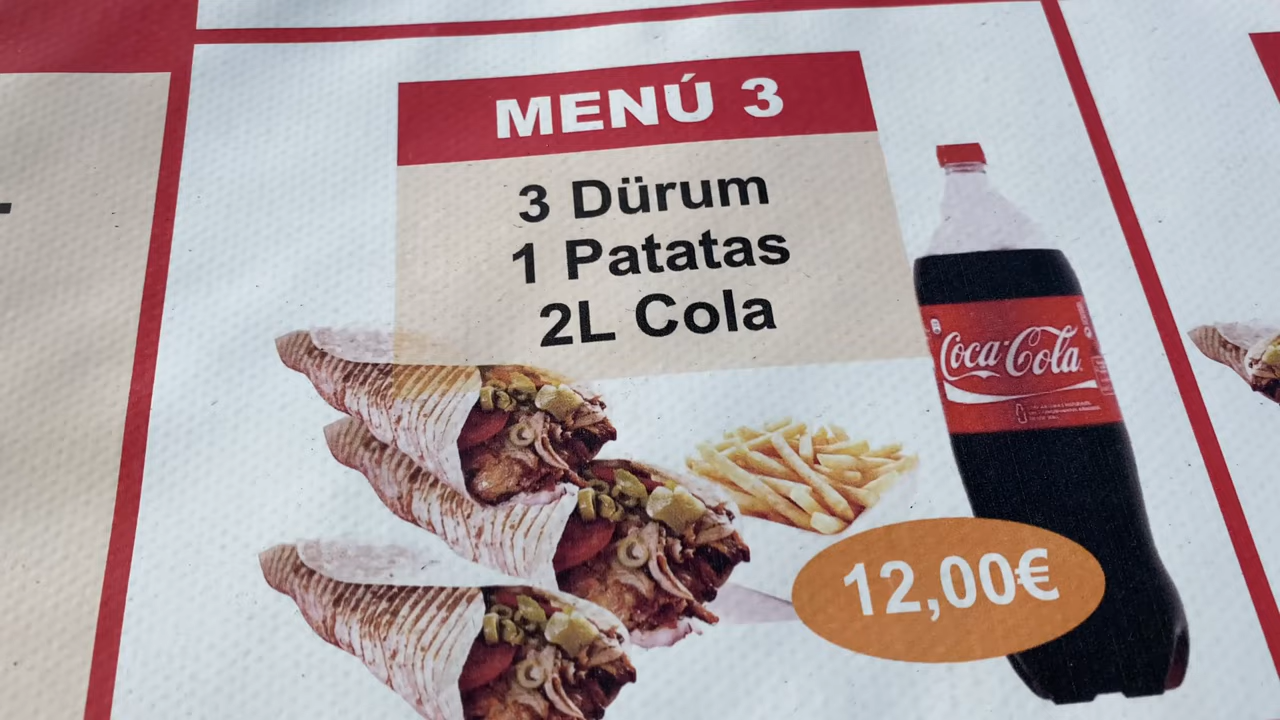 MENÚ 3
3 Dürum
1 Patatas
2L Cola
Coca-Cola
12,00€